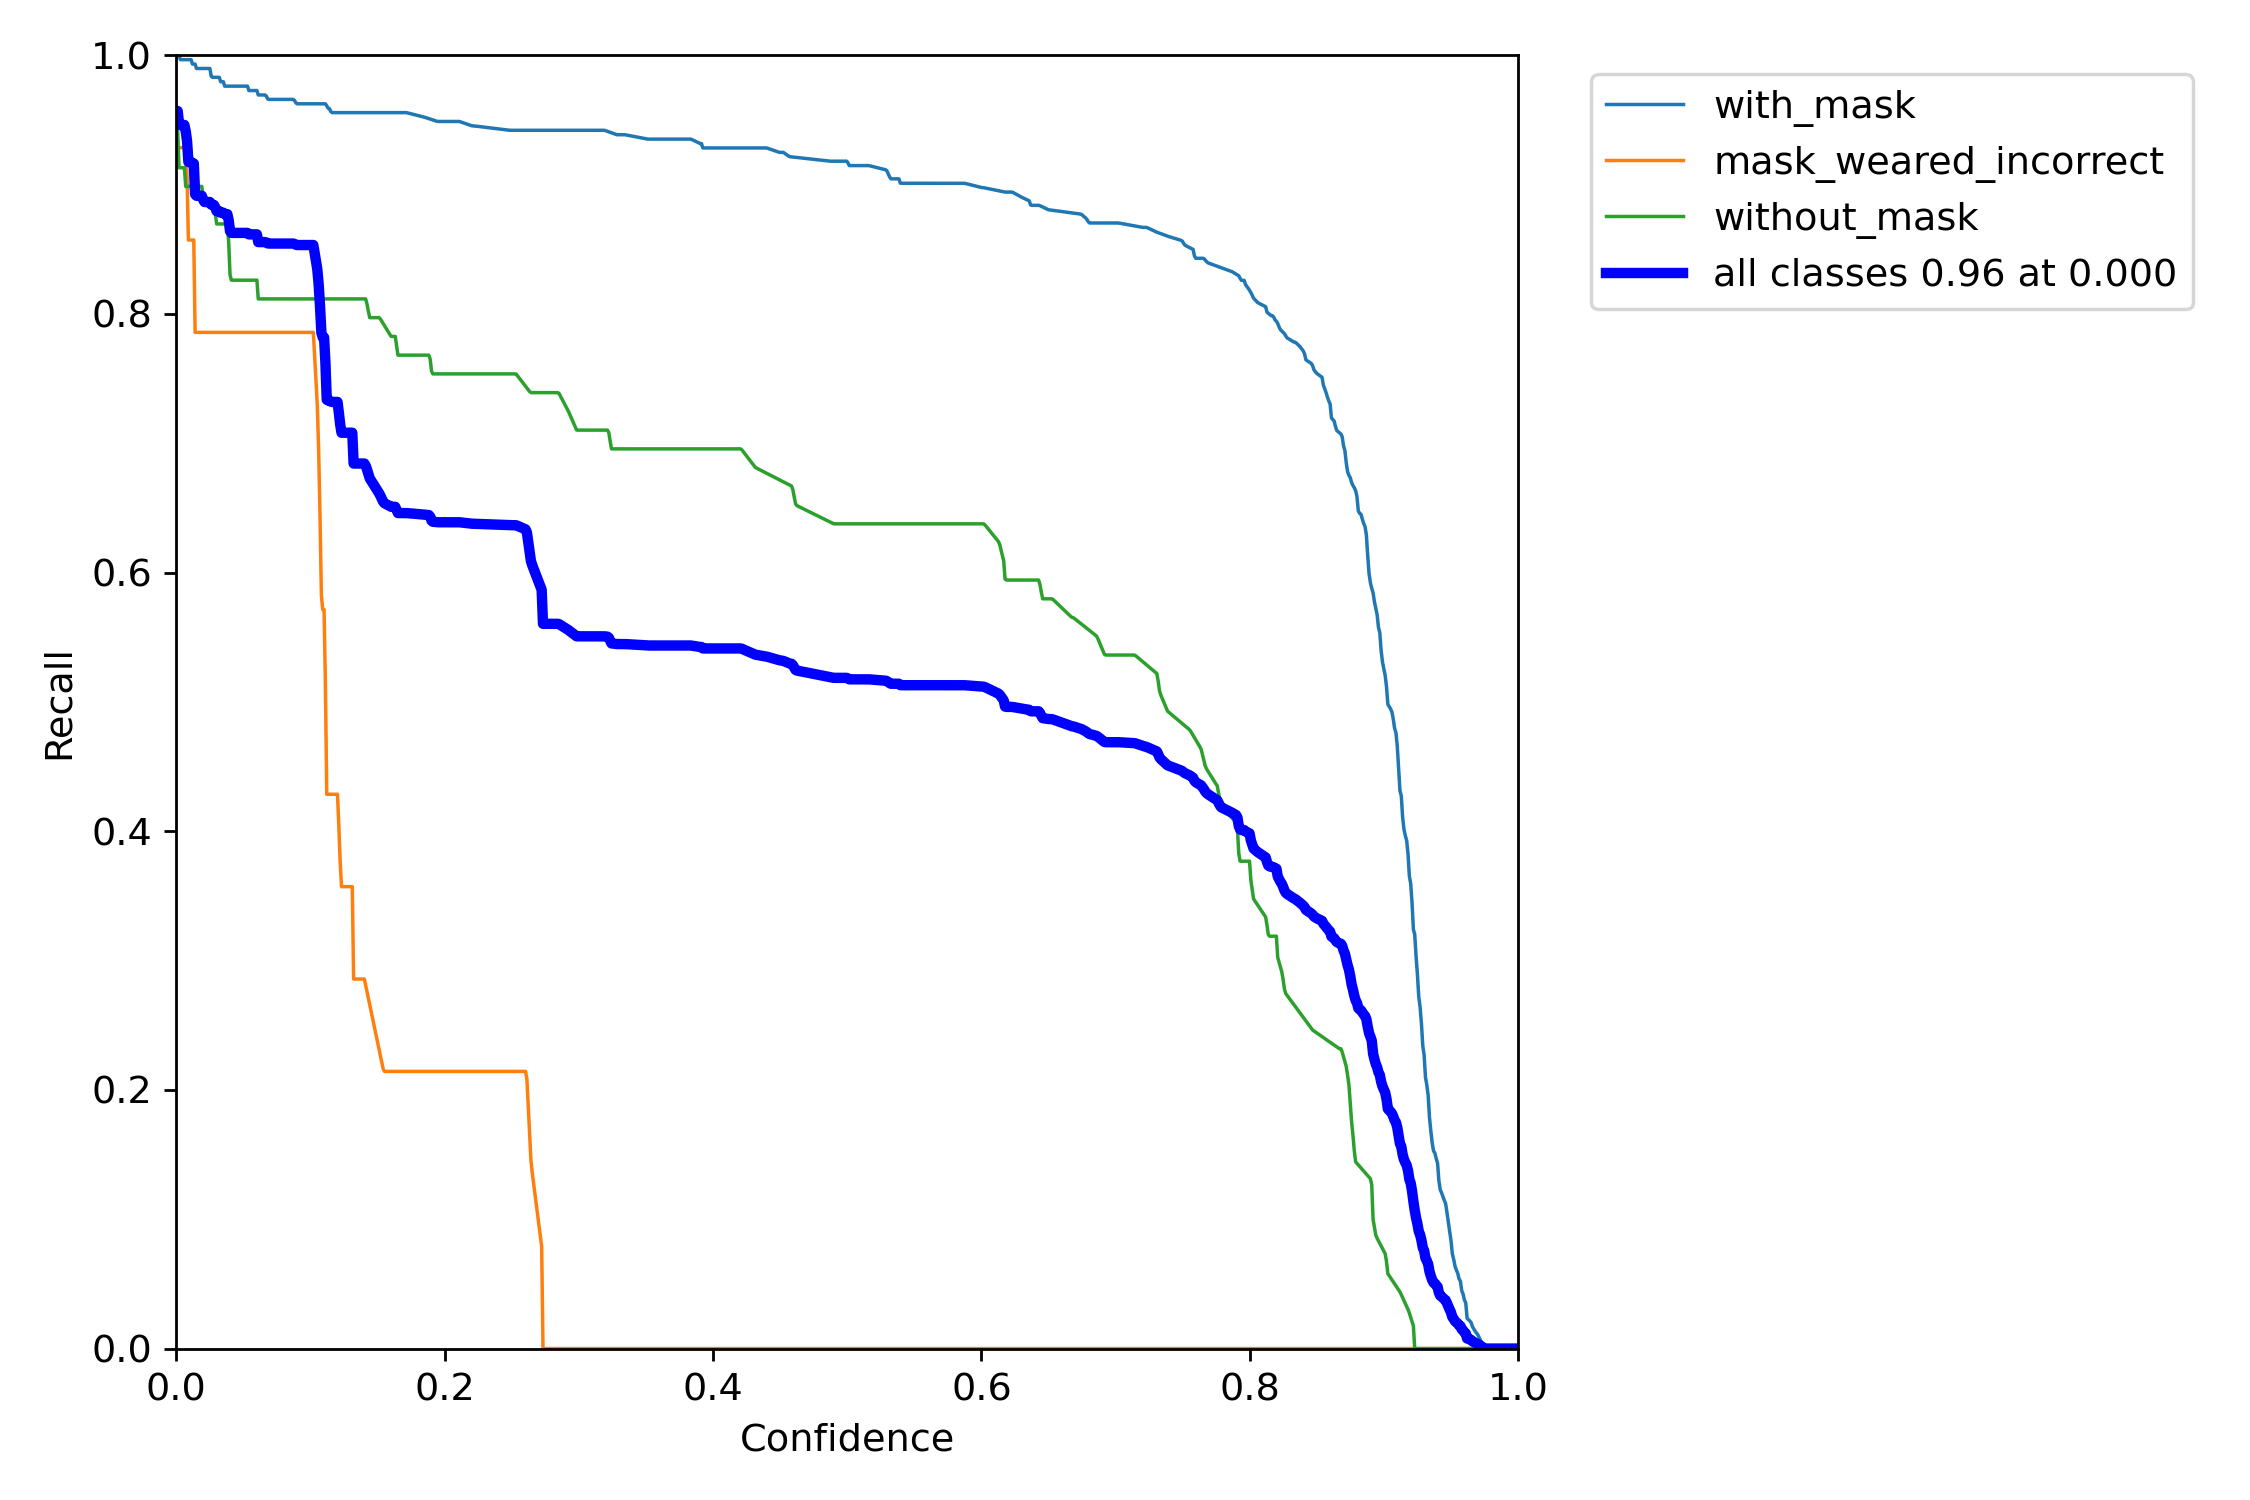 1.0
0.8
0.6
0.4
0.2
0.0
0.0 0.2 0.4 0.6 0.8 1.0
Recall
Confidence
with_mask
mask_weared_incorrect
without_mask
all classes 0.96 at 0.000